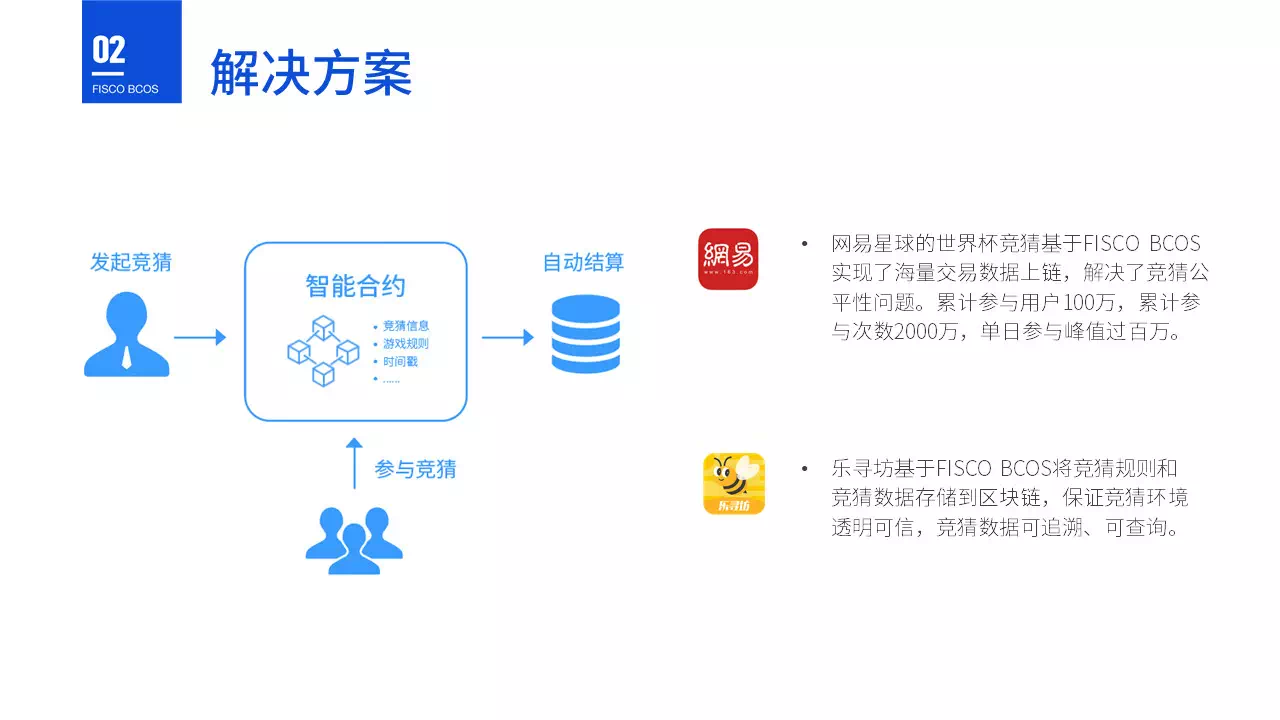 02
FISCO BCOS
解决方案
发起竞猜
智能合约
• 竞猜信息
• 游戏规则
• 时间戳
• ......
自动结算
参与竞猜
網易
www.163.com
• 网易星球的世界杯竞猜基于FISCO BCOS
实现了海量交易数据上链，解决了竞猜公
平性问题。累计参与用户100万，累计参
与次数2000万，单日参与峰值过百万。
乐寻坊
• 乐寻坊基于FISCO BCOS将竞猜规则和
竞猜数据存储到区块链，保证竞猜环境
透明可信，竞猜数据可追溯、可查询。